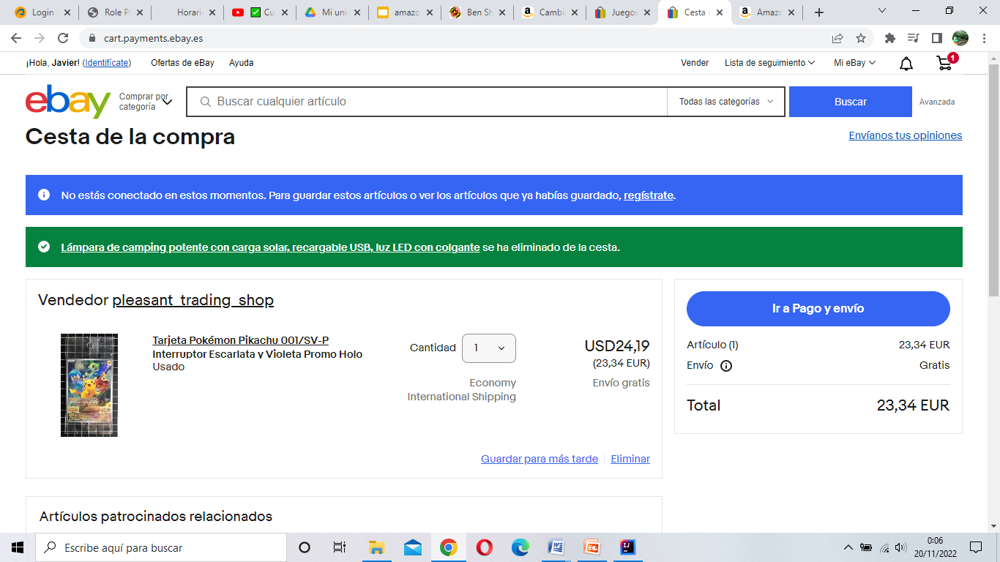 Login
Role Pl
Horari
Cu
Mi uni
amazo
Ben Sh
Cambi
Juegos
Cesta
Amazo
cart.payments.ebay.es
¡Hola, Javier! (Identifícate)
Ofertas de eBay
Ayuda
Vender
Lista de seguimiento
Mi eBay
1
ebay
Comprar por
categoría
Buscar cualquier artículo
Todas las categorías
Buscar
Avanzada
Cesta de la compra
Envíanos tus opiniones
No estás conectado en estos momentos. Para guardar estos artículos o ver los artículos que ya habías guardado, regístrate.
Lámpara de camping potente con carga solar, recargable USB, luz LED con colgante se ha eliminado de la cesta.
Vendedor pleasant_trading_shop
Tarjeta Pokémon Pikachu 001/SV-P
Interruptor Escarlata y Violeta Promo Holo
Usado
Cantidad
1
USD24,19
(23,34 EUR)
Economy
International Shipping
Envío gratis
Guardar para más tarde
Eliminar
Ir a Pago y envío
Artículo (1)
23,34 EUR
Envío
Gratis
Total
23,34 EUR
Artículos patrocinados relacionados
Escribe aquí para buscar
0:06
20/11/2022